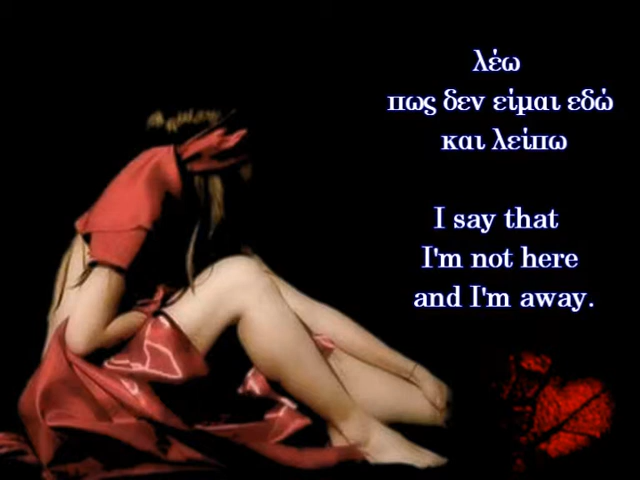 λέω
πως δεν είμαι εδώ
και λείπω
I say that
I'm not here
and I'm away.